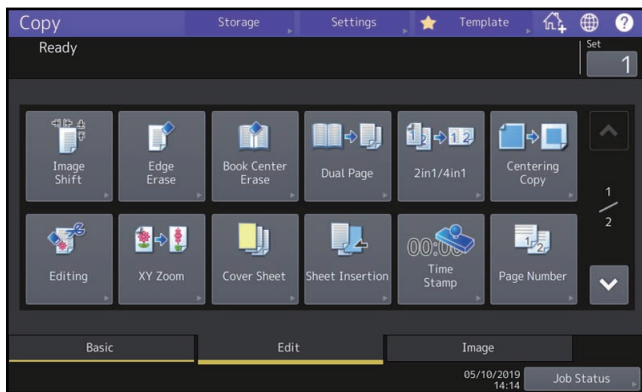 Copy
Storage
Settings
Template
?
Ready
Set
1
Image
Shift
Edge
Erase
Book Center
Erase
Dual Page
2in1/4in1
Centering
Copy
1
2
Editing
XY Zoom
Cover Sheet
Sheet Insertion
00:00
Time
Stamp
Page Number
Basic
Edit
Image
05/10/2019
14:14
Job Status